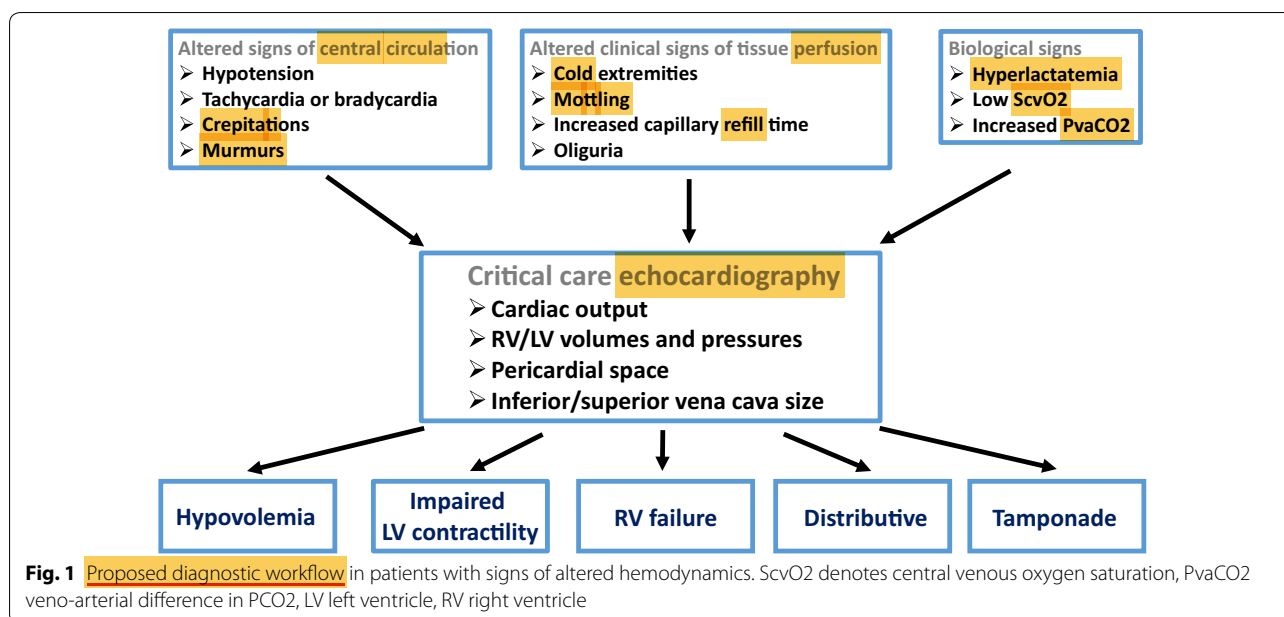 Altered signs of central circulation
➤ Hypotension
➤ Tachycardia or bradycardia
➤ Crepitations
➤ Murmurs
Altered clinical signs of tissue perfusion
➤ Cold extremities
➤ Mottling
➤ Increased capillary refill time
➤ Oliguria
Biological signs
➤ Hyperlactatemia
➤ Low ScvO2
➤ Increased PvaCO2
Critical care echocardiography
➤ Cardiac output
➤ RV/LV volumes and pressures
➤ Pericardial space
➤ Inferior/superior vena cava size
Hypovolemia
Impaired
LV contractility
RV failure
Distributive
Tamponade
Fig. 1 Proposed diagnostic workflow in patients with signs of altered hemodynamics. ScvO2 denotes central venous oxygen saturation, PvaCO2
veno-arterial difference in PCO2, LV left ventricle, RV right ventricle